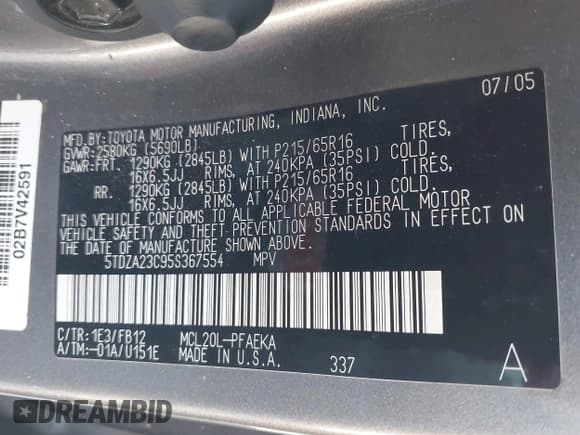 07/05
MFD.BY:TOYOTA MOTOR MANUFACTURING, INDIANA, INC.
GVWR:2580KG (5690LB)
GAWR:FRT. 1290KG (2845LB) WITH P215/65R16 TIRES,
16X6.5JJ RIMS, AT 240KPA (35PSI) COLD.
RR. 1290KG (2845LB) WITH P215/65R16 TIRES,
16X6.5JJ RIMS, AT 240KPA (35PSI) COLD.
THIS VEHICLE CONFORMS TO ALL APPLICABLE FEDERAL MOTOR
VEHICLE SAFETY AND THEFT PREVENTION STANDARDS IN EFFECT ON
THE DATE OF MANUFACTURE SHOWN ABOVE.
5TDZA23C95S367554 MPV
C/TR:1E3/FB12 MCL20L-PFAEKA
A/TM:-01A/U151E MADE IN U.S.A. 337 A
02B7V42591
DREAMBID